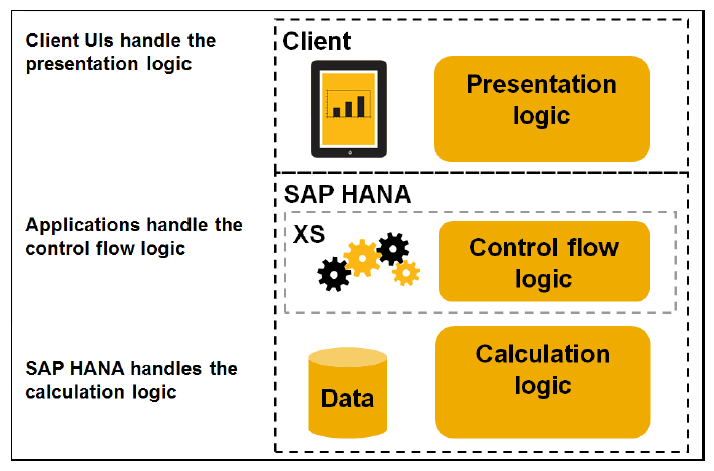 Client UIs handle the
presentation logic
Client
Presentation
logic
SAP HANA
Applications handle the
control flow logic
XS
Control flow
logic
SAP HANA handles the
calculation logic
Data
Calculation
logic